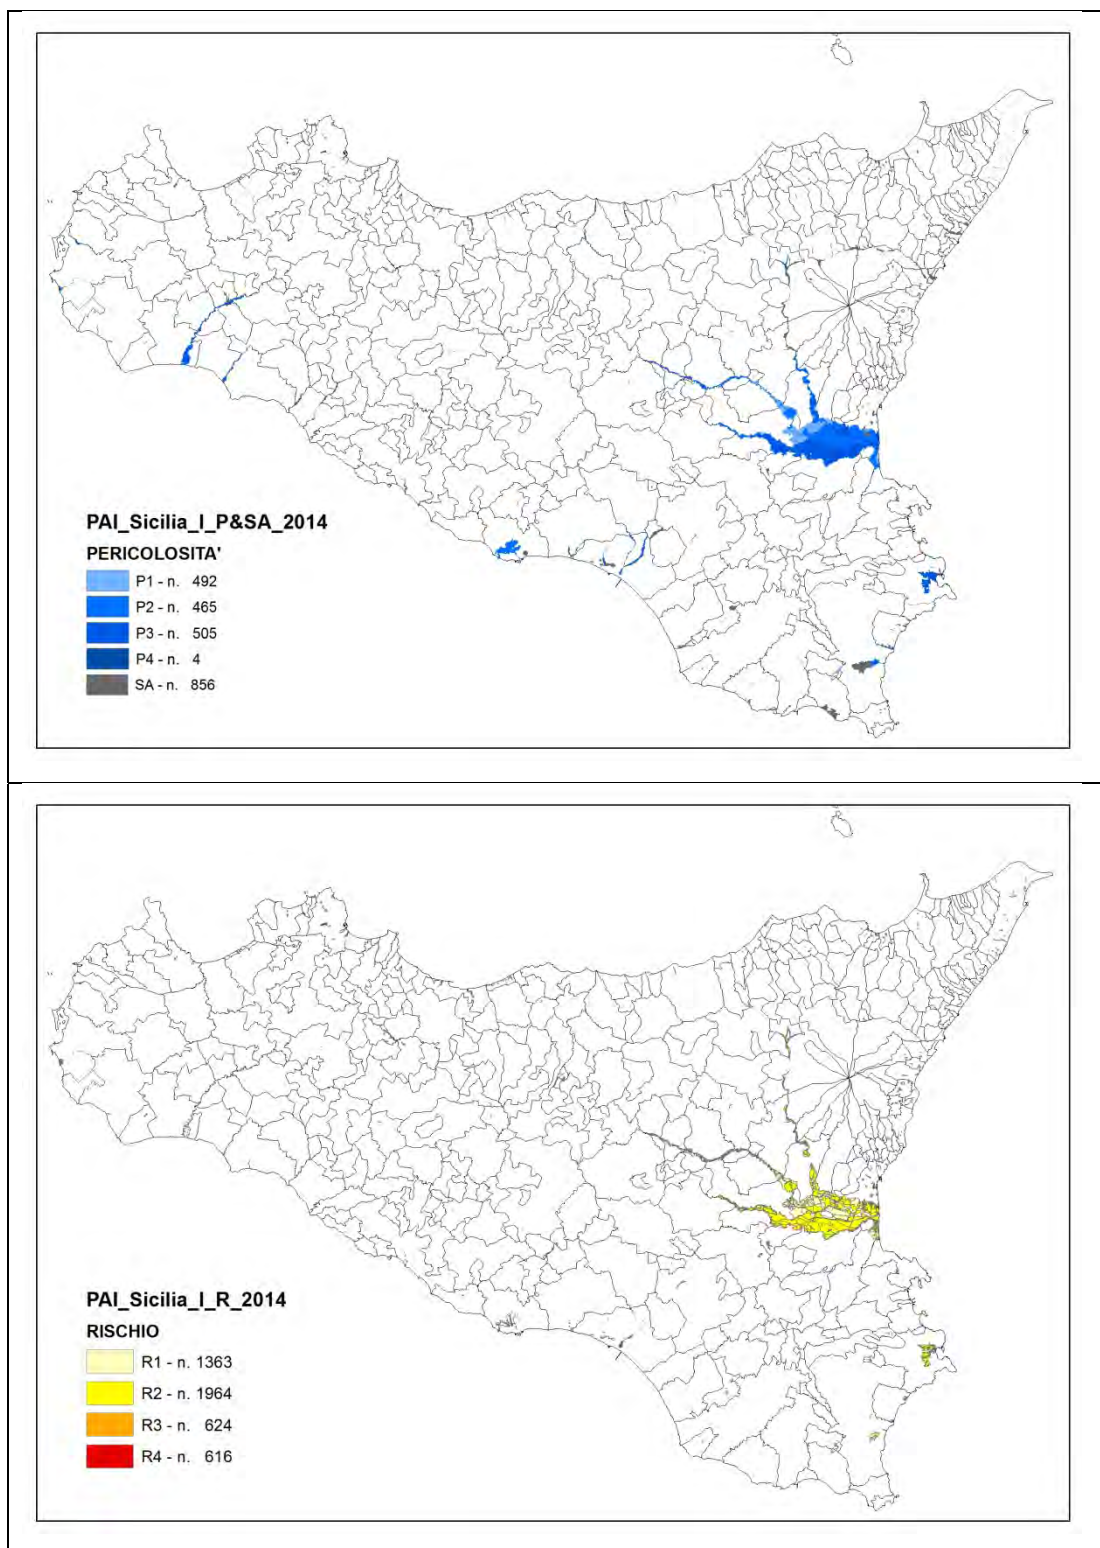 PAI_Sicilia_I_P&SA_2014
PERICOLOSITA'
P1 - n. 492
P2 - n. 465
P3 - n. 505
P4 - n. 4
SA - n. 856
PAI_Sicilia_I_R_2014
RISCHIO
R1 - n. 1363
R2 - n. 1964
R3 - n. 624
R4 - n. 616